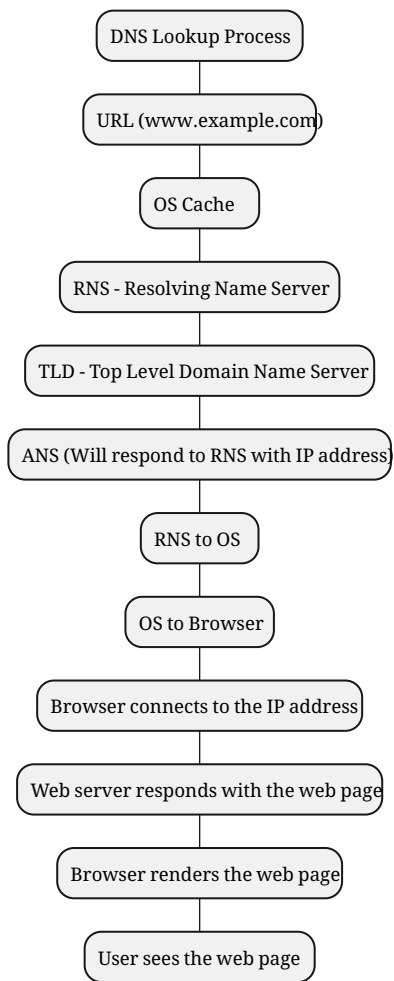 DNS Lookup Process
URL (www.example.com)
OS Cache
RNS - Resolving Name Server
TLD - Top Level Domain Name Server
ANS (Will respond to RNS with IP address)
RNS to OS
OS to Browser
Browser connects to the IP address
Web server responds with the web page
Browser renders the web page
User sees the web page